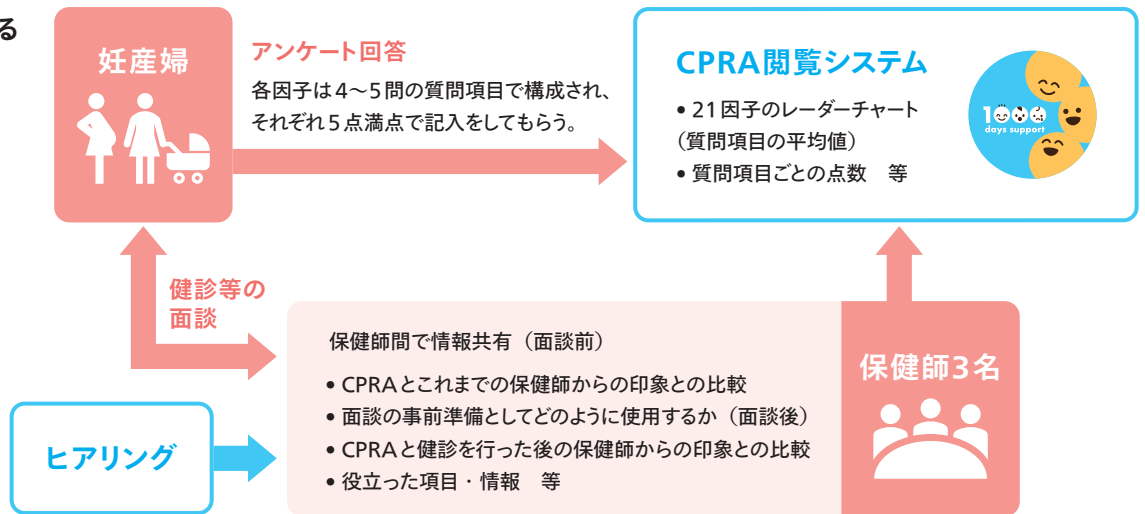 る
妊産婦
アンケート回答
各因子は4〜5問の質問項目で構成され、
それぞれ5点満点で記入をしてもらう。
CPRA閲覧システム
• 21因子のレーダーチャート
（質問項目の平均値）
• 質問項目ごとの点数　等
1000
days support
健診等の
面談
保健師間で情報共有（面談前）
• CPRAとこれまでの保健師からの印象との比較
• 面談の事前準備としてどのように使用するか（面談後）
• CPRAと健診を行った後の保健師からの印象との比較
• 役立った項目・情報　等
保健師3名
ヒアリング